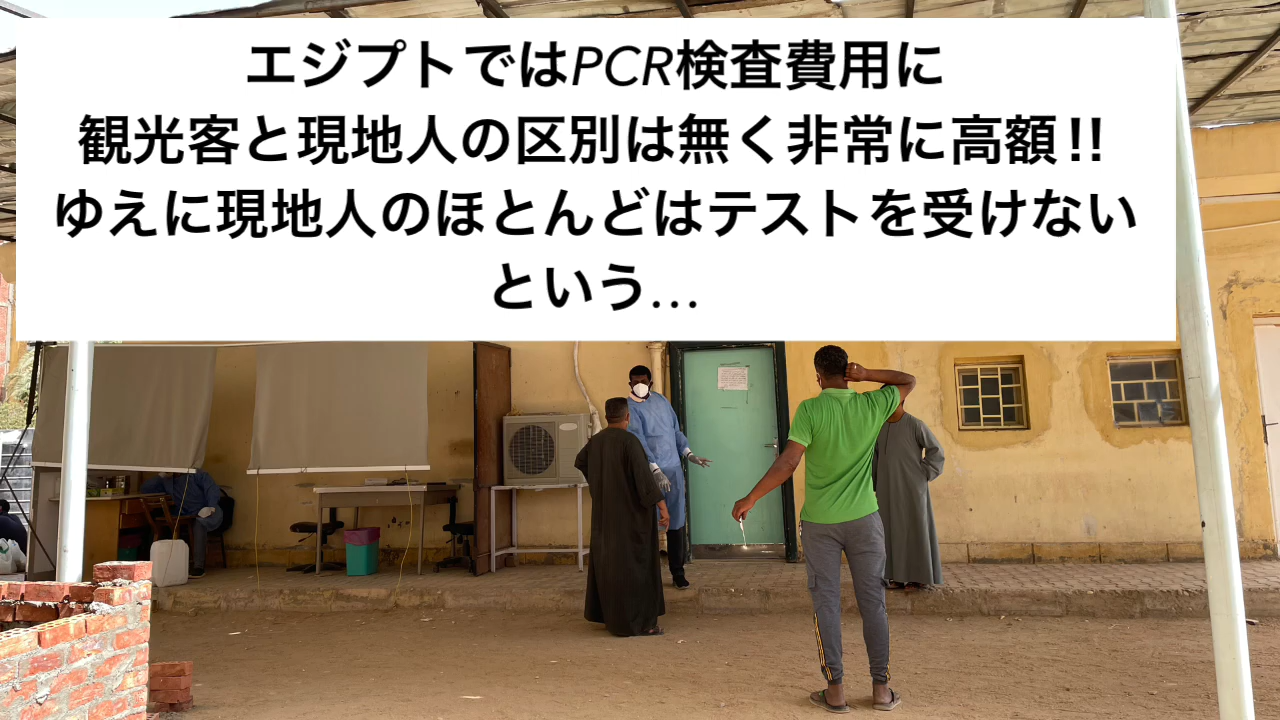 エジプトではPCR検査費用に
観光客と現地人の区別は無く非常に高額!!
ゆえに現地人のほとんどはテストを受けない
という…